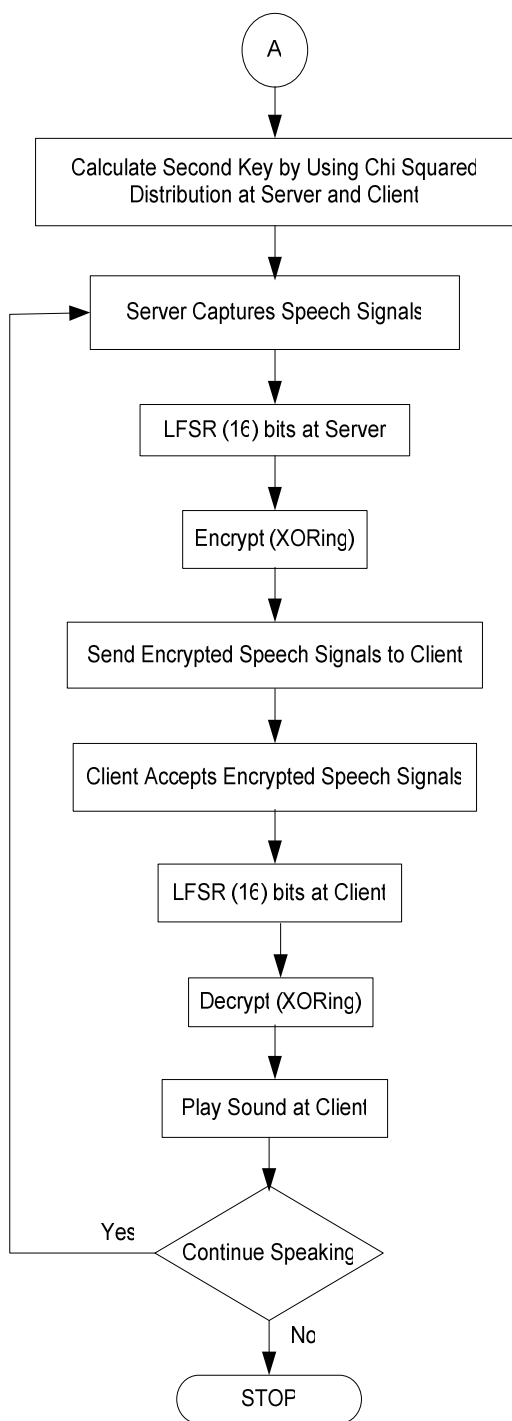 A
Calculate Second Key by Using Chi Squared
Distribution at Server and Client
Server Captures Speech Signals
LFSR (16) bits at Server
Encrypt (XORing)
Send Encrypted Speech Signals to Client
Client Accepts Encrypted Speech Signals
LFSR (16) bits at Client
Decrypt (XORing)
Play Sound at Client
Yes
Continue Speaking
No
STOP